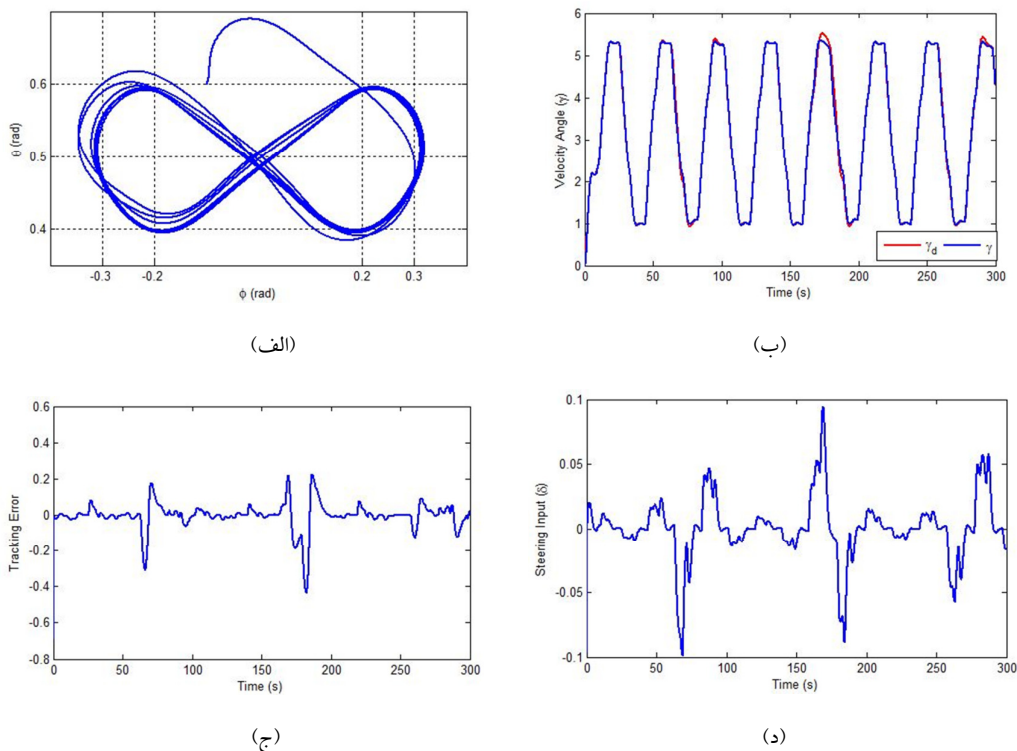 θ (rad)
0.6
0.5
0.4
-0.3 -0.2 0.2 0.3
ϕ (rad)
(الف)
Velocity Angle (γ)
6
5
4
3
2
1
0
0 50 100 150 200 250 300
Time (s)
γd γ
(ب)
Tracking Error
0.6
0.4
0.2
0
-0.2
-0.4
-0.6
-0.8
0 50 100 150 200 250 300
Time (s)
(ج)
Steering Input (δ)
0.1
0.05
0
-0.05
-0.1
0 50 100 150 200 250 300
Time (s)
(د)